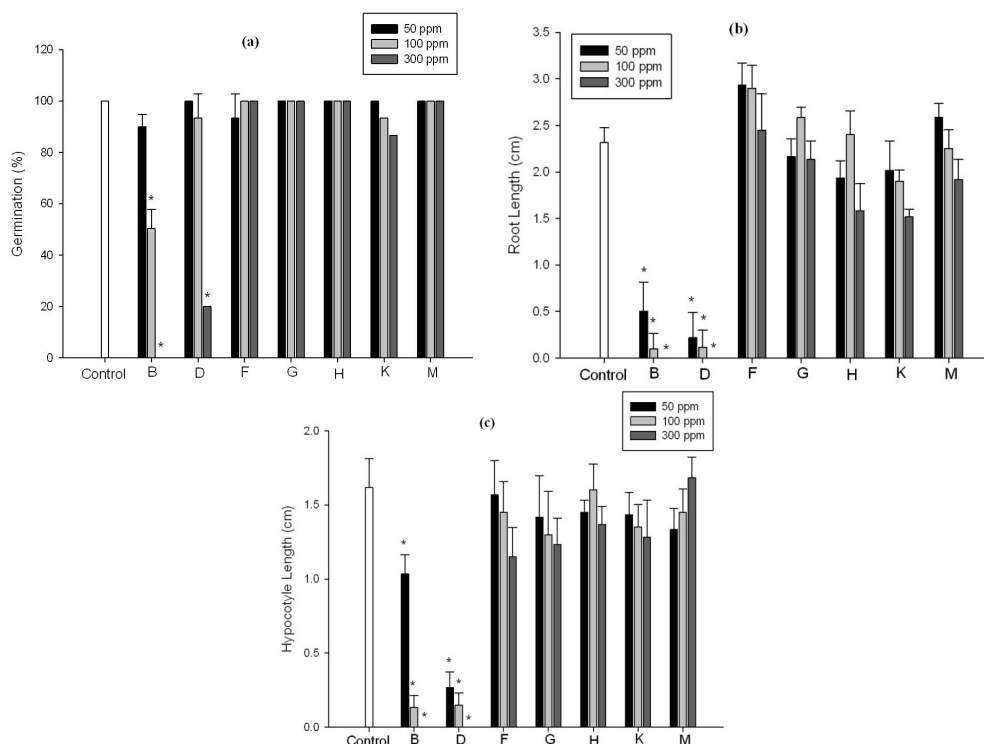 (a)
50 ppm
100 ppm
300 ppm
Germination (%)
120
100
80
60
40
20
0
*
*
*
Control B D F G H K M
(b)
50 ppm
100 ppm
300 ppm
Root Length (cm)
3.5
3.0
2.5
2.0
1.5
1.0
0.5
0.0
*
*
*
*
*
*
Control B D F G H K M
(c)
50 ppm
100 ppm
300 ppm
Hypocotyle Length (cm)
2.0
1.5
1.0
0.5
0.0
*
*
*
*
*
*
Control B D F G H K M